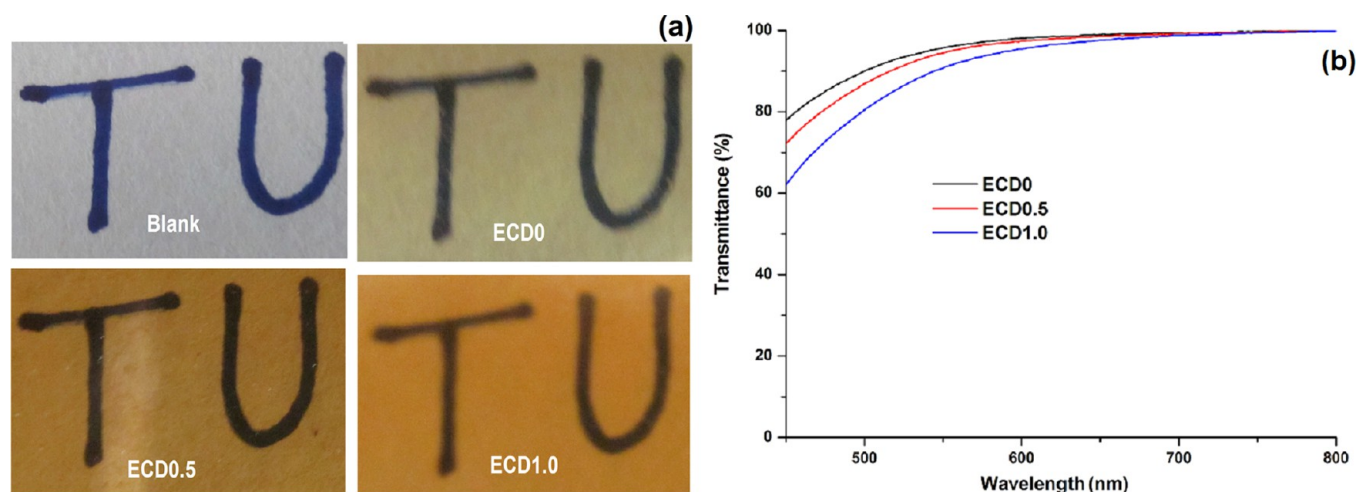 (a)
T U
Blank
T U
ECD0
T U
ECD0.5
T U
ECD1.0
(b)
Transmittance (%)
100
80
60
40
20
0
ECD0
ECD0.5
ECD1.0
500 600 700 800
Wavelength (nm)